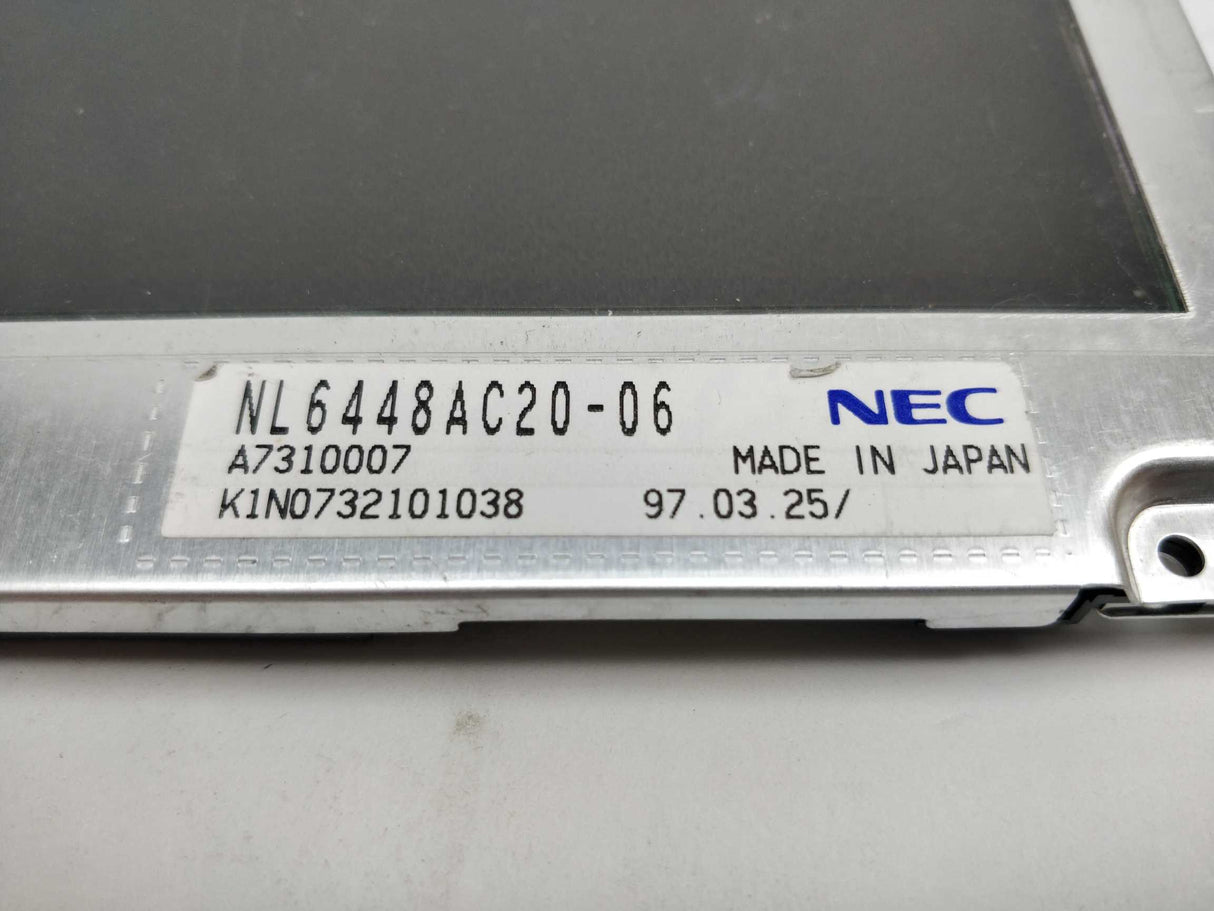 NL6448AC20-06 NEC
A7310007 MADE IN JAPAN
K1N0732101038 97.03.25/